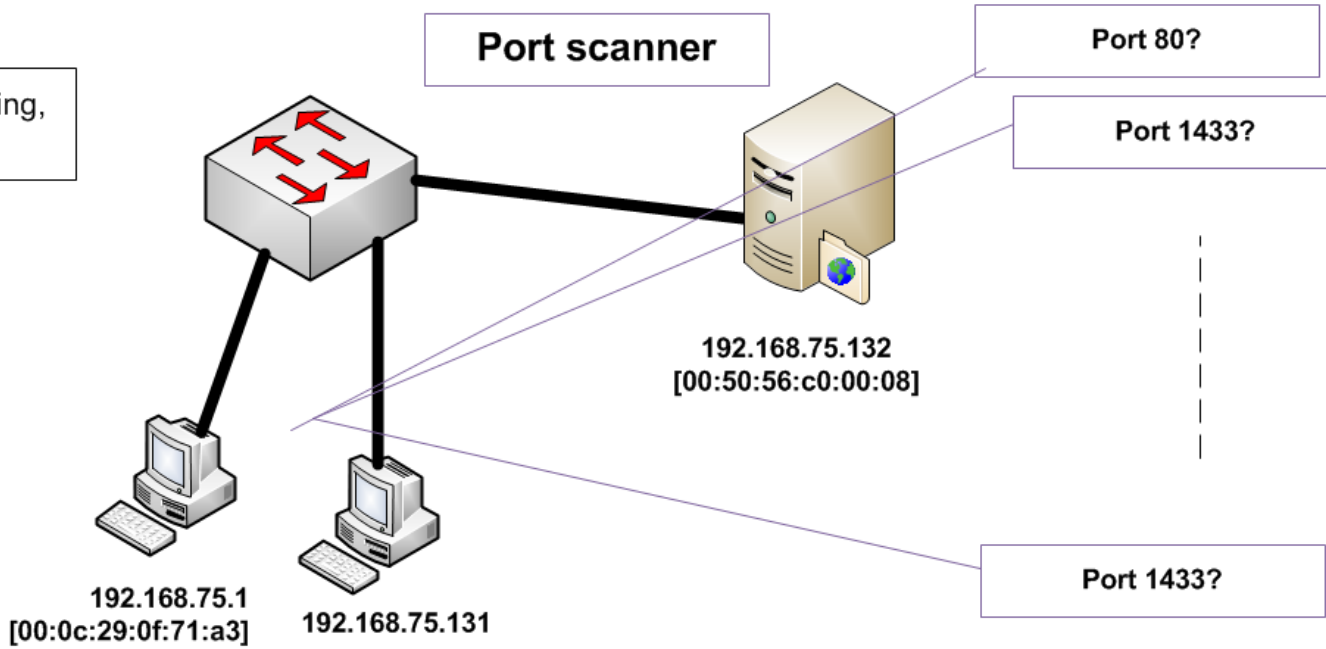 Port scanner
Port 80?
ing,
Port 1433?
192.168.75.132
[00:50:56:c0:00:08]
Port 1433?
192.168.75.1
[00:0c:29:0f:71:a3]
192.168.75.131